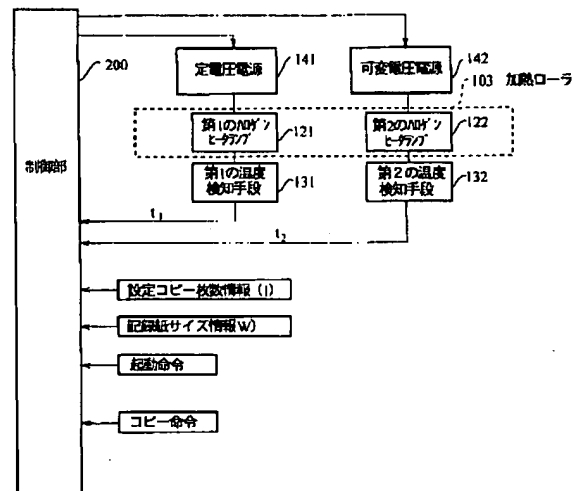 200
定電圧電源
141
可変電圧電源
142
103 加熱ローラ
第1のハロゲン
ヒータランプ
121
第2のハロゲン
ヒータランプ
122
制御部
第1の温度
検知手段
131
第2の温度
検知手段
132
t1
t2
設定コピー枚数情報(I)
記録紙サイズ情報W)
起動命令
コピー命令